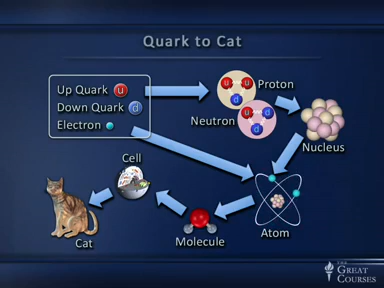 Quark to Cat
Up Quark u
Down Quark d
Electron
u u
d
Proton
Neutron
u d
d
Nucleus
Cell
Cat
Molecule
Atom
THE
GREAT
COURSES